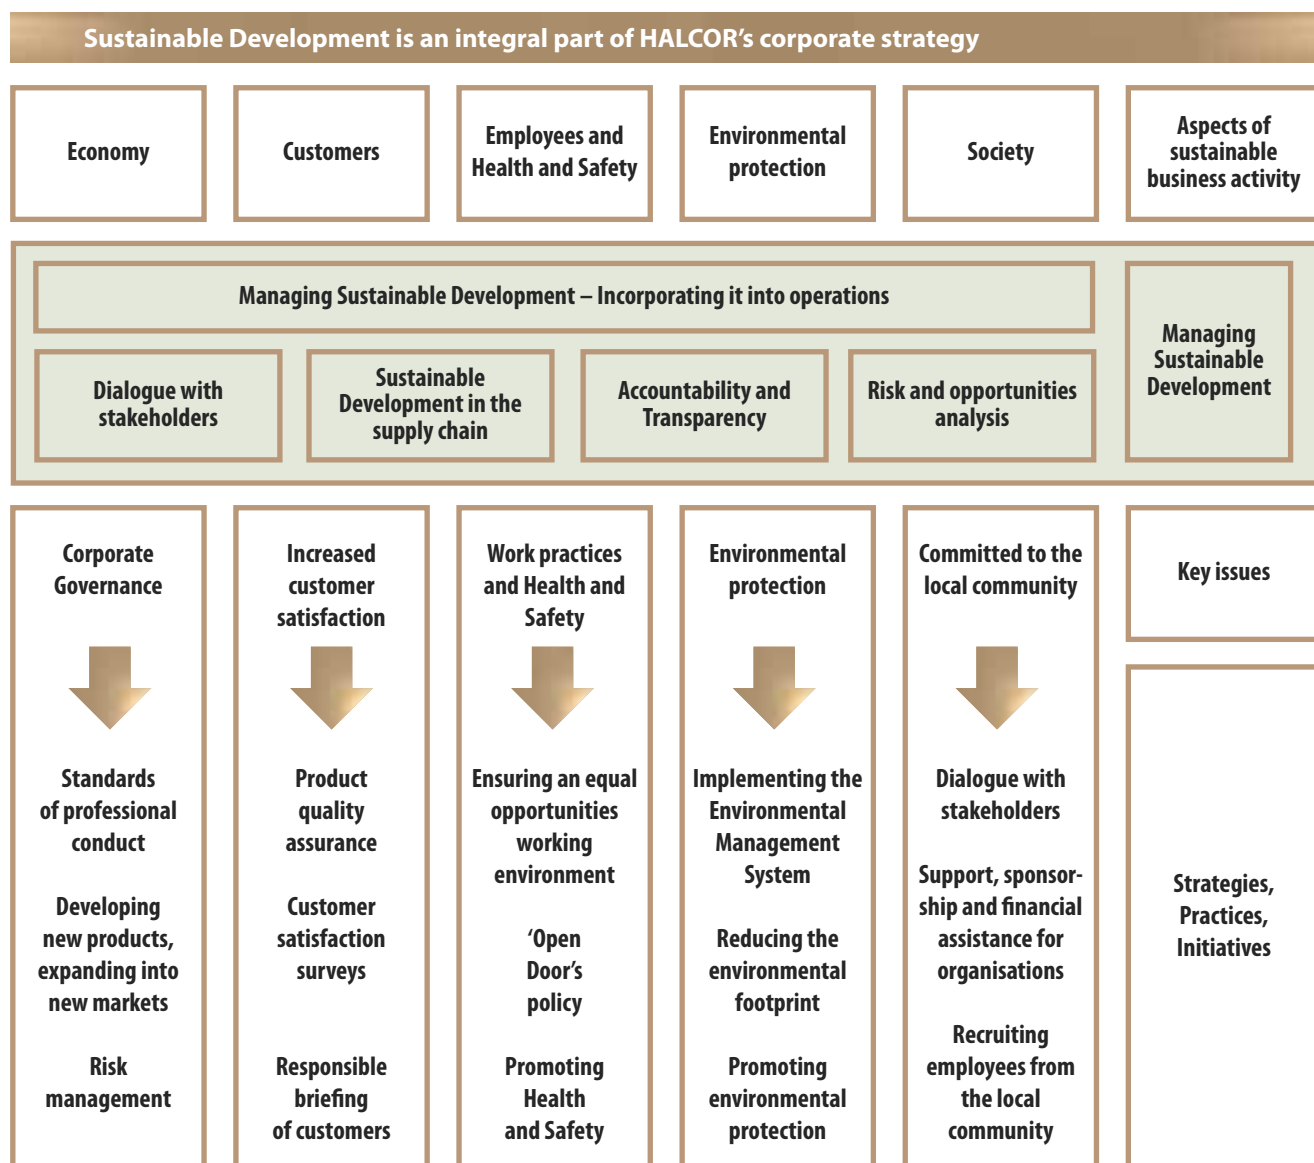 Sustainable Development is an integral part of HALCOR’s corporate strategy
Economy
Customers
Employees and
Health and Safety
Environmental
protection
Society
Aspects of
sustainable
business activity
Managing Sustainable Development – Incorporating it into operations
Dialogue with
stakeholders
Sustainable
Development in the
supply chain
Accountability and
Transparency
Risk and opportunities
analysis
Managing
Sustainable
Development
Corporate
Governance
Standards
of professional
conduct
Developing
new products,
expanding into
new markets
Risk
management
Increased
customer
satisfaction
Product
quality
assurance
Customer
satisfaction
surveys
Responsible
briefing
of customers
Work practices
and Health and
Safety
Ensuring an equal
opportunities
working
environment
‘Open
Door’s
policy
Promoting
Health
and Safety
Environmental
protection
Implementing the
Environmental
Management
System
Reducing the
environmental
footprint
Promoting
environmental
protection
Committed to the
local community
Dialogue with
stakeholders
Support, sponsor-
ship and financial
assistance for
organisations
Recruiting
employees from
the local
community
Key issues
Strategies,
Practices,
Initiatives